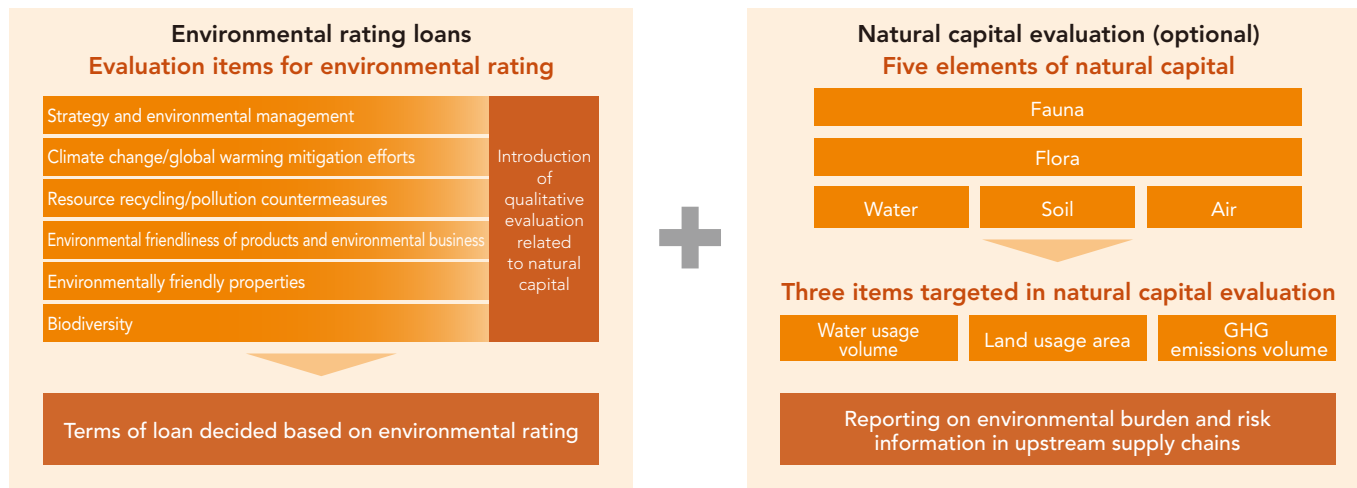 Environmental rating loans
Evaluation items for environmental rating
Strategy and environmental management
Climate change/global warming mitigation efforts
Resource recycling/pollution countermeasures
Environmental friendliness of products and environmental business
Environmentally friendly properties
Biodiversity
Introduction
of
qualitative
evaluation
related
to natural
capital
Terms of loan decided based on environmental rating
Natural capital evaluation (optional)
Five elements of natural capital
Fauna
Flora
Water
Soil
Air
Three items targeted in natural capital evaluation
Water usage
volume
Land usage area
GHG
emissions volume
Reporting on environmental burden and risk
information in upstream supply chains